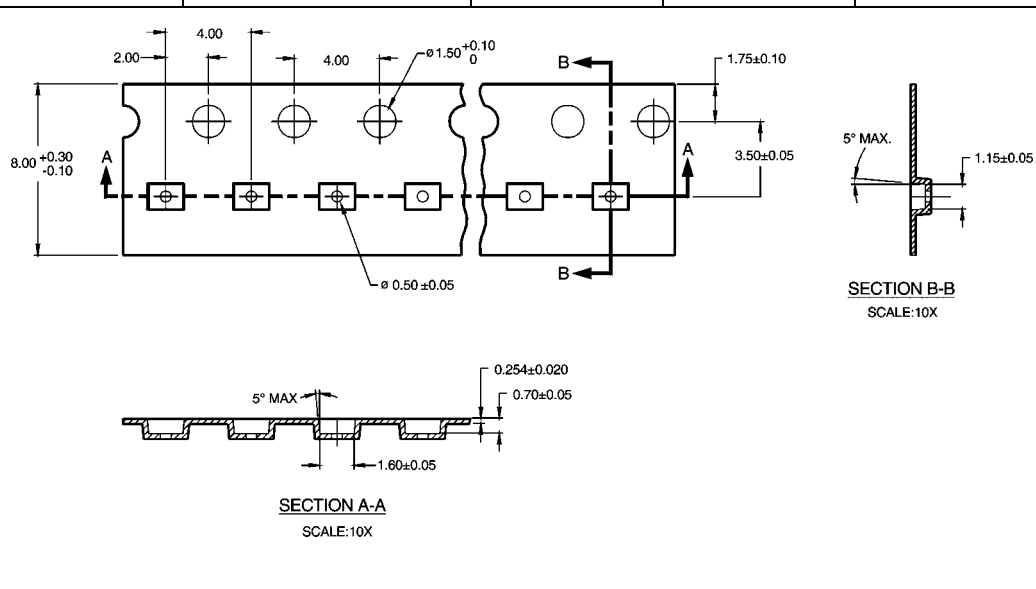 4.00
2.00
4.00
ø1.50 +0.10
0
B
1.75±0.10
8.00 +0.30
-0.10
A
A
3.50±0.05
5° MAX.
1.15±0.05
B
ø 0.50 ±0.05
SECTION B-B
SCALE:10X
0.254±0.020
5° MAX
0.70±0.05
1.60±0.05
SECTION A-A
SCALE:10X